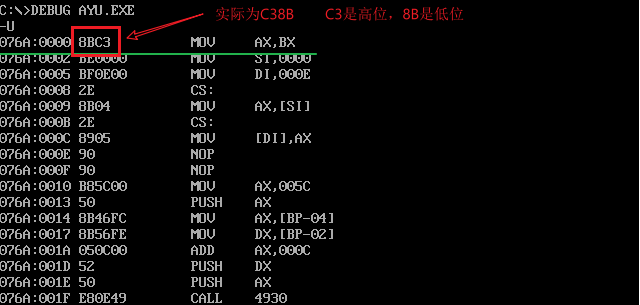 C:\>DEBUG AYU.EXE
实际为C38B C3是高位，8B是低位
-U
076A:0000 8BC3 MOV AX,BX
076A:0002 BE0000 MOV SI,0000
076A:0005 BF0E00 MOV DI,000E
076A:0008 2E CS:
076A:0009 8B04 MOV AX,[SI]
076A:000B 2E CS:
076A:000C 8905 MOV [DI],AX
076A:000E 90 NOP
076A:000F 90 NOP
076A:0010 B85C00 MOV AX,005C
076A:0013 50 PUSH AX
076A:0014 8B46FC MOV AX,[BP-04]
076A:0017 8B56FE MOV DX,[BP-02]
076A:001A 050C00 ADD AX,000C
076A:001D 52 PUSH DX
076A:001E 50 PUSH AX
076A:001F E80E49 CALL 4930